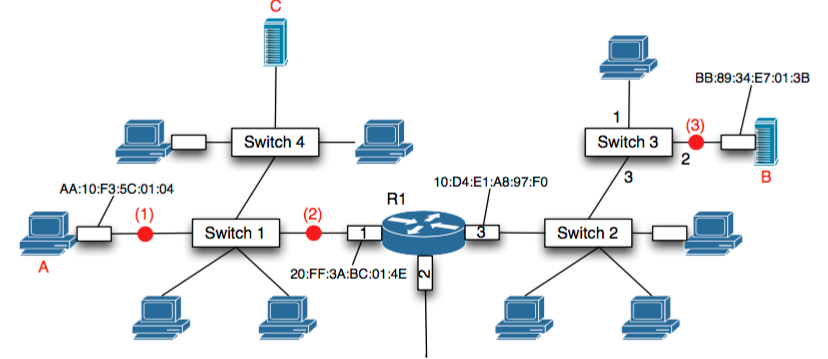 C
BB:89:34:E7:01:3B
1
(3)
Switch 4
Switch 3
2
B
3
AA:10:F3:5C:01:04
10:D4:E1:A8:97:F0
R1
(1)
(2)
Switch 1
1
3
Switch 2
A
20:FF:3A:BC:01:4E
2